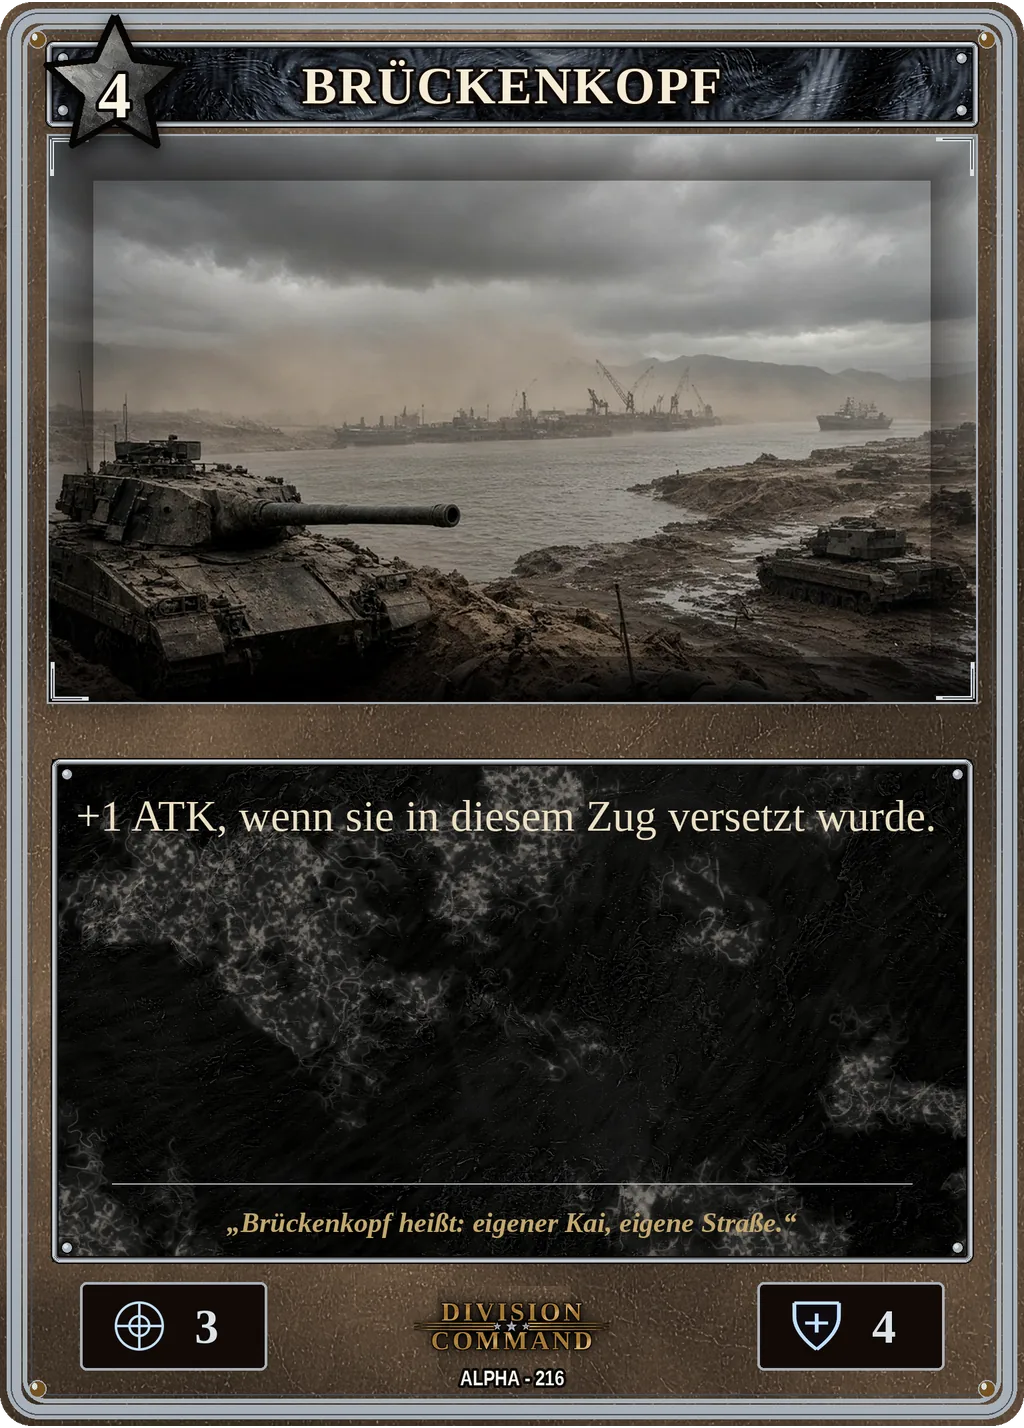 4
BRÜCKENKOPF
+1 ATK, wenn sie in diesem Zug versetzt wurde.
„Brückenkopf heißt: eigener Kai, eigene Straße.“
3
DIVISION
COMMAND
4
ALPHA - 216